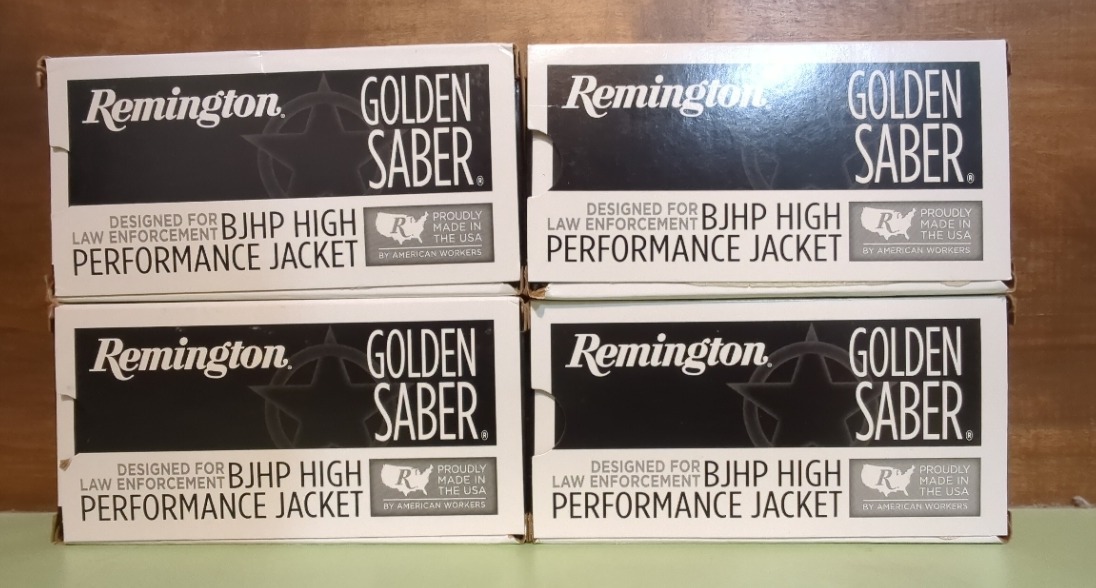 Remington®
GOLDEN
SABER®
DESIGNED FOR
LAW ENFORCEMENT
BJHP HIGH
PERFORMANCE JACKET
R
PROUDLY
MADE IN
THE USA
BY AMERICAN WORKERS
Remington
GOLDEN
SABER®
DESIGNED FOR
LAW ENFORCEMENT
BJHP HIGH
PERFORMANCE JACKET
R
PROUDLY
MADE IN
THE USA
BY AMERICAN WORKERS
Remington®
GOLDEN
SABER®
DESIGNED FOR
LAW ENFORCEMENT
BJHP HIGH
PERFORMANCE JACKET
R
PROUDLY
MADE IN
THE USA
BY AMERICAN WORKERS
Remington®
GOLDEN
SABER®
DESIGNED FOR
LAW ENFORCEMENT
BJHP HIGH
PERFORMANCE JACKET
R
PROUDLY
MADE IN
THE USA
BY AMERICAN WORKERS